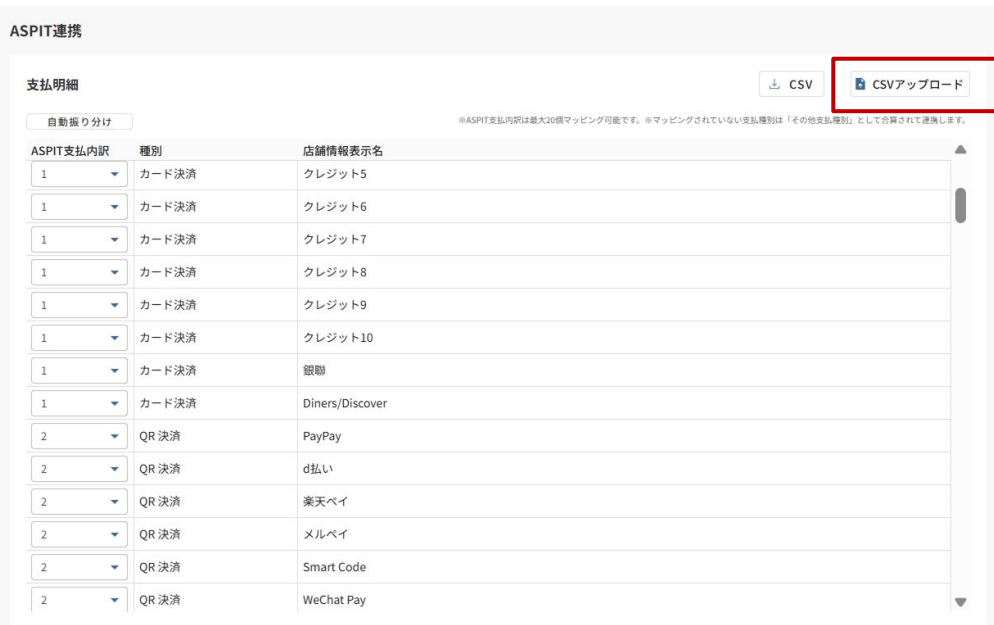 ASPIT連携
支払明細
CSV
CSVアップロード
自動振り分け
※ASPIT支払内訳は最大20個マッピング可能です。※マッピングされていない支払種別は「その他支払種別」として合算されて連携します。
ASPIT支払内訳 種別 店舗情報表示名
1 カード決済 クレジット5
1 カード決済 クレジット6
1 カード決済 クレジット7
1 カード決済 クレジット8
1 カード決済 クレジット9
1 カード決済 クレジット10
1 カード決済 銀聯
1 カード決済 Diners/Discover
2 QR 決済 PayPay
2 QR 決済 d払い
2 QR 決済 楽天ペイ
2 QR 決済 メルペイ
2 QR 決済 Smart Code
2 QR 決済 WeChat Pay